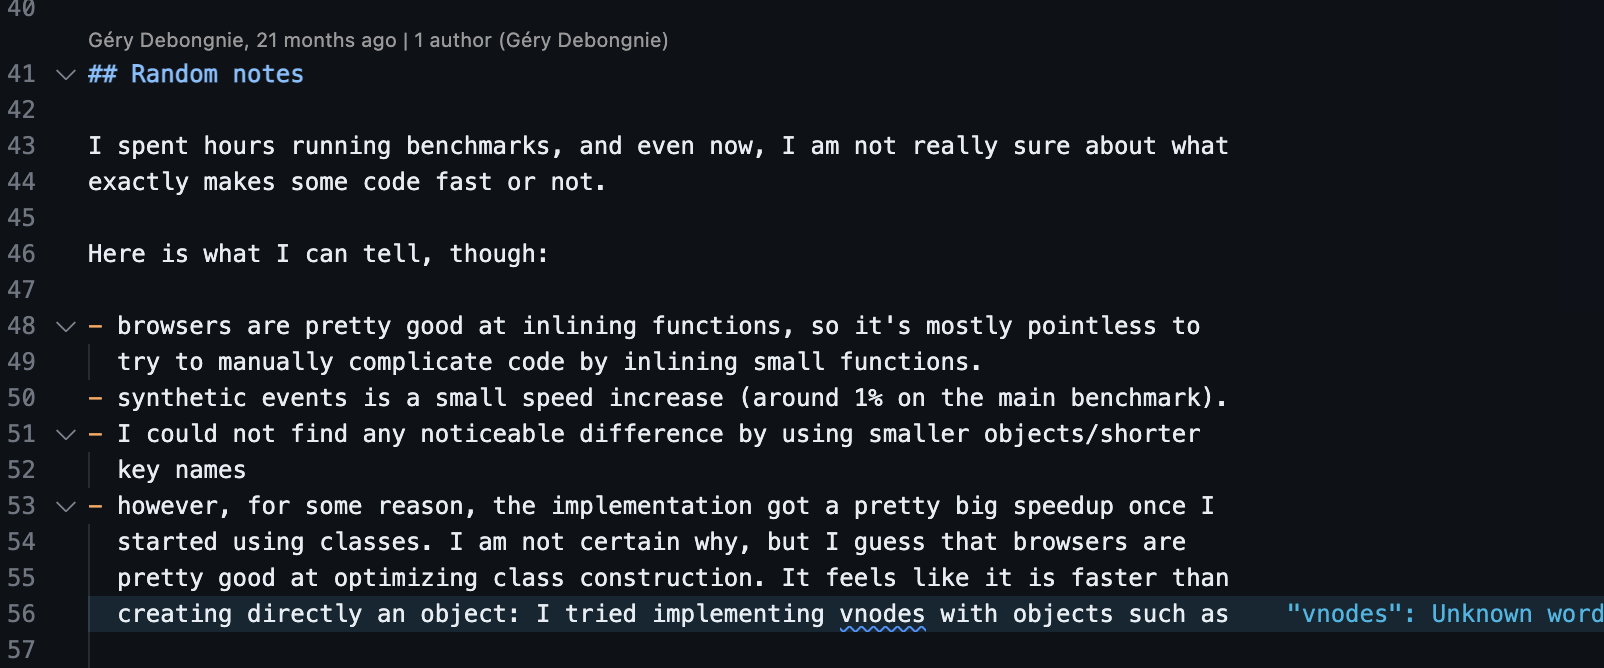 40
Géry Debongnie, 21 months ago | 1 author (Géry Debongnie)
41 ## Random notes
42
43 I spent hours running benchmarks, and even now, I am not really sure about what
44 exactly makes some code fast or not.
45
46 Here is what I can tell, though:
47
48 - browsers are pretty good at inlining functions, so it's mostly pointless to
49 try to manually complicate code by inlining small functions.
50 - synthetic events is a small speed increase (around 1% on the main benchmark).
51 - I could not find any noticeable difference by using smaller objects/shorter
52 key names
53 - however, for some reason, the implementation got a pretty big speedup once I
54 started using classes. I am not certain why, but I guess that browsers are
55 pretty good at optimizing class construction. It feels like it is faster than
56 creating directly an object: I tried implementing vnodes with objects such as "vnodes": Unknown word
57